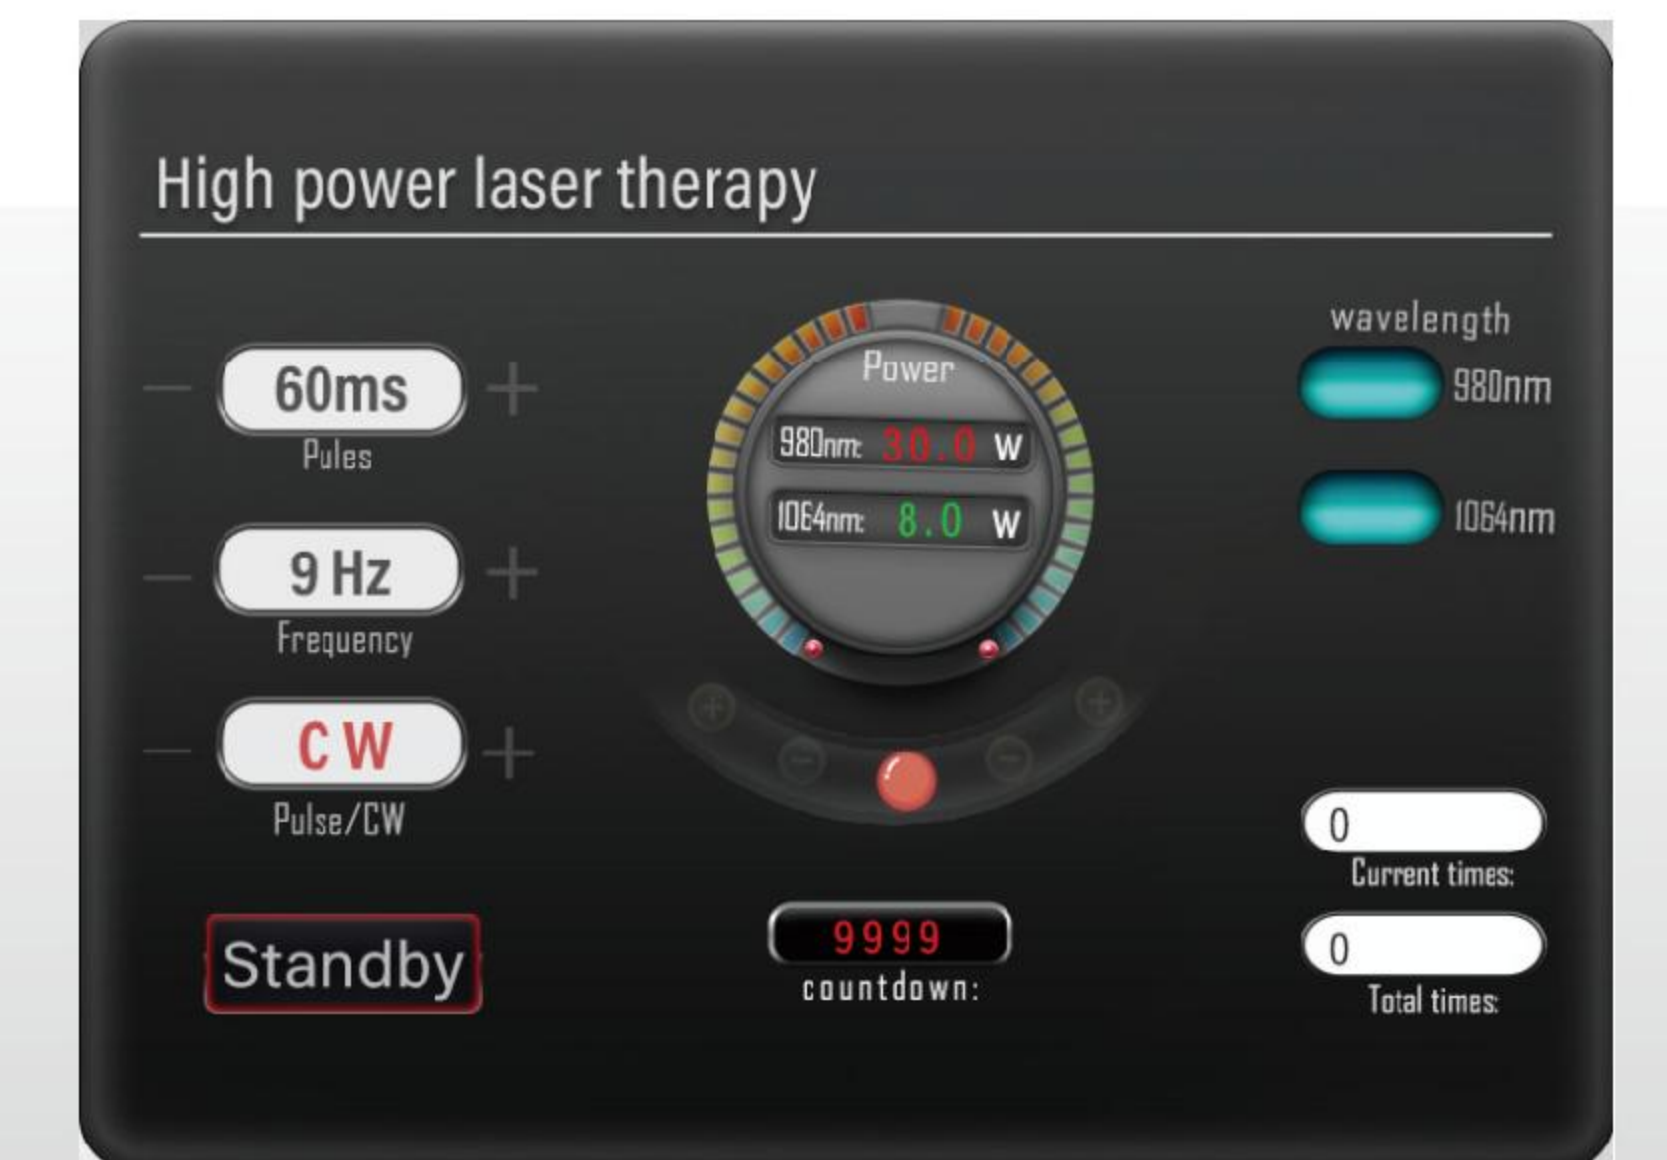 High power laser therapy
60ms
Pules
9 Hz
Frequency
CW
Pulse/CW
Standby
Power
980nm: 30.0 W
1064nm: 8.0 W
9999
countdown:
wavelength
980nm
1064nm
0
Current times:
0
Total times: